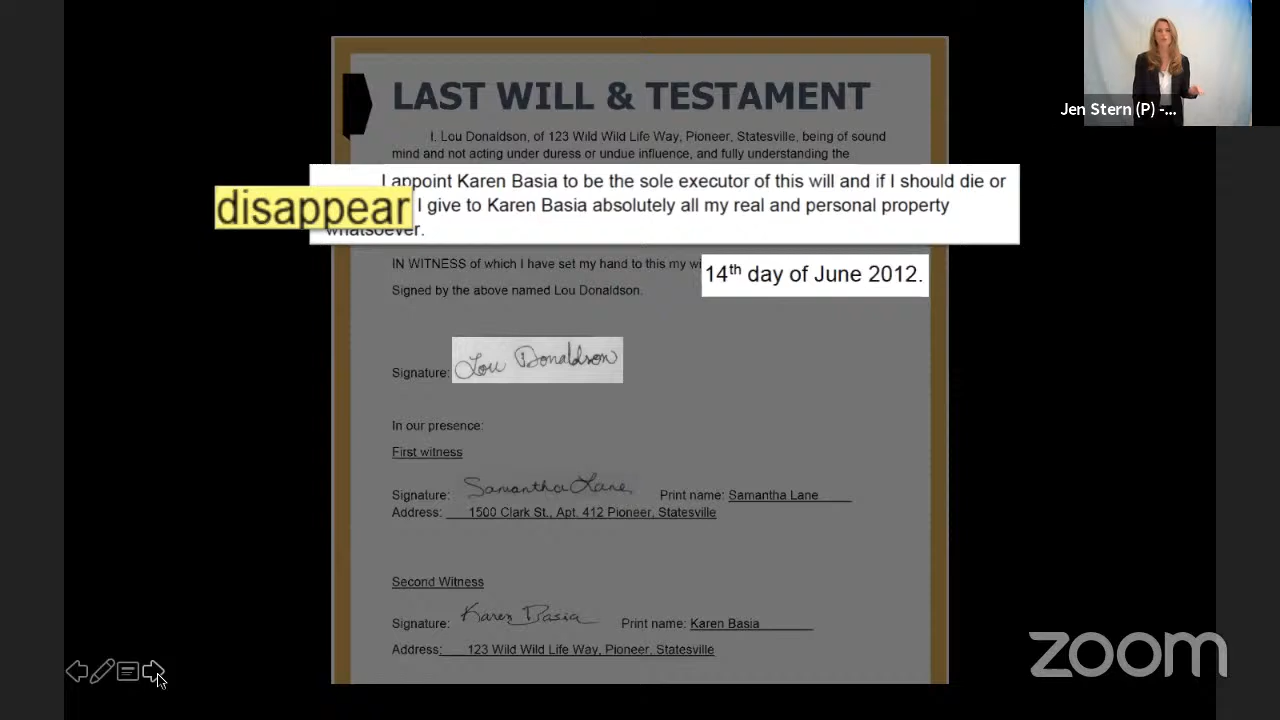 Jen Stern (P) -...
LAST WILL & TESTAMENT
I. Lou Donaldson, of 123 Wild Wild Life Way, Pioneer, Statesville, being of sound
mind and not acting under duress or undue influence, and fully understanding the
I appoint Karen Basia to be the sole executor of this will and if I should die or
disappear I give to Karen Basia absolutely all my real and personal property
whatsoever.
IN WITNESS of which I have set my hand to this my
14th day of June 2012.
Signed by the above named Lou Donaldson.
Signature: Lou Donaldson
In our presence:
First witness
Signature: Samantha Lane Print name: Samantha Lane
Address: 1500 Clark St., Apt. 412 Pioneer, Statesville
Second Witness
Signature: Karen Basia Print name: Karen Basia
Address: 123 Wild Wild Life Way, Pioneer, Statesville
zoom